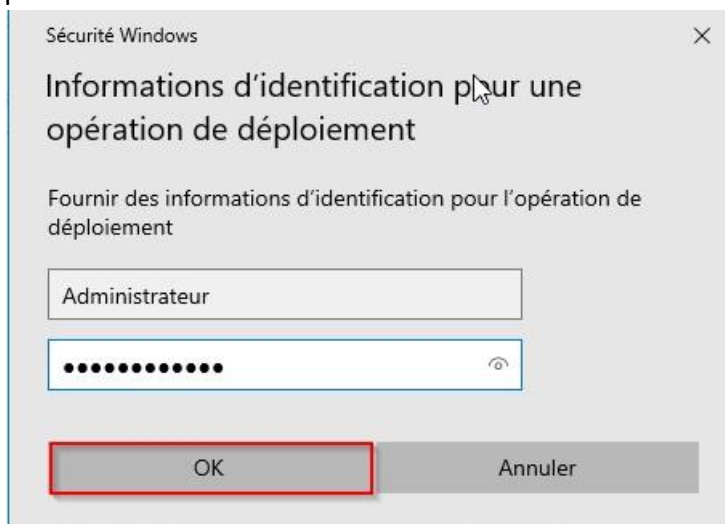 Sécurité Windows
Informations d’identification pour une
opération de déploiement
Fournir des informations d’identification pour l’opération de
déploiement
Administrateur
●●●●●●●●●●●●
OK
Annuler